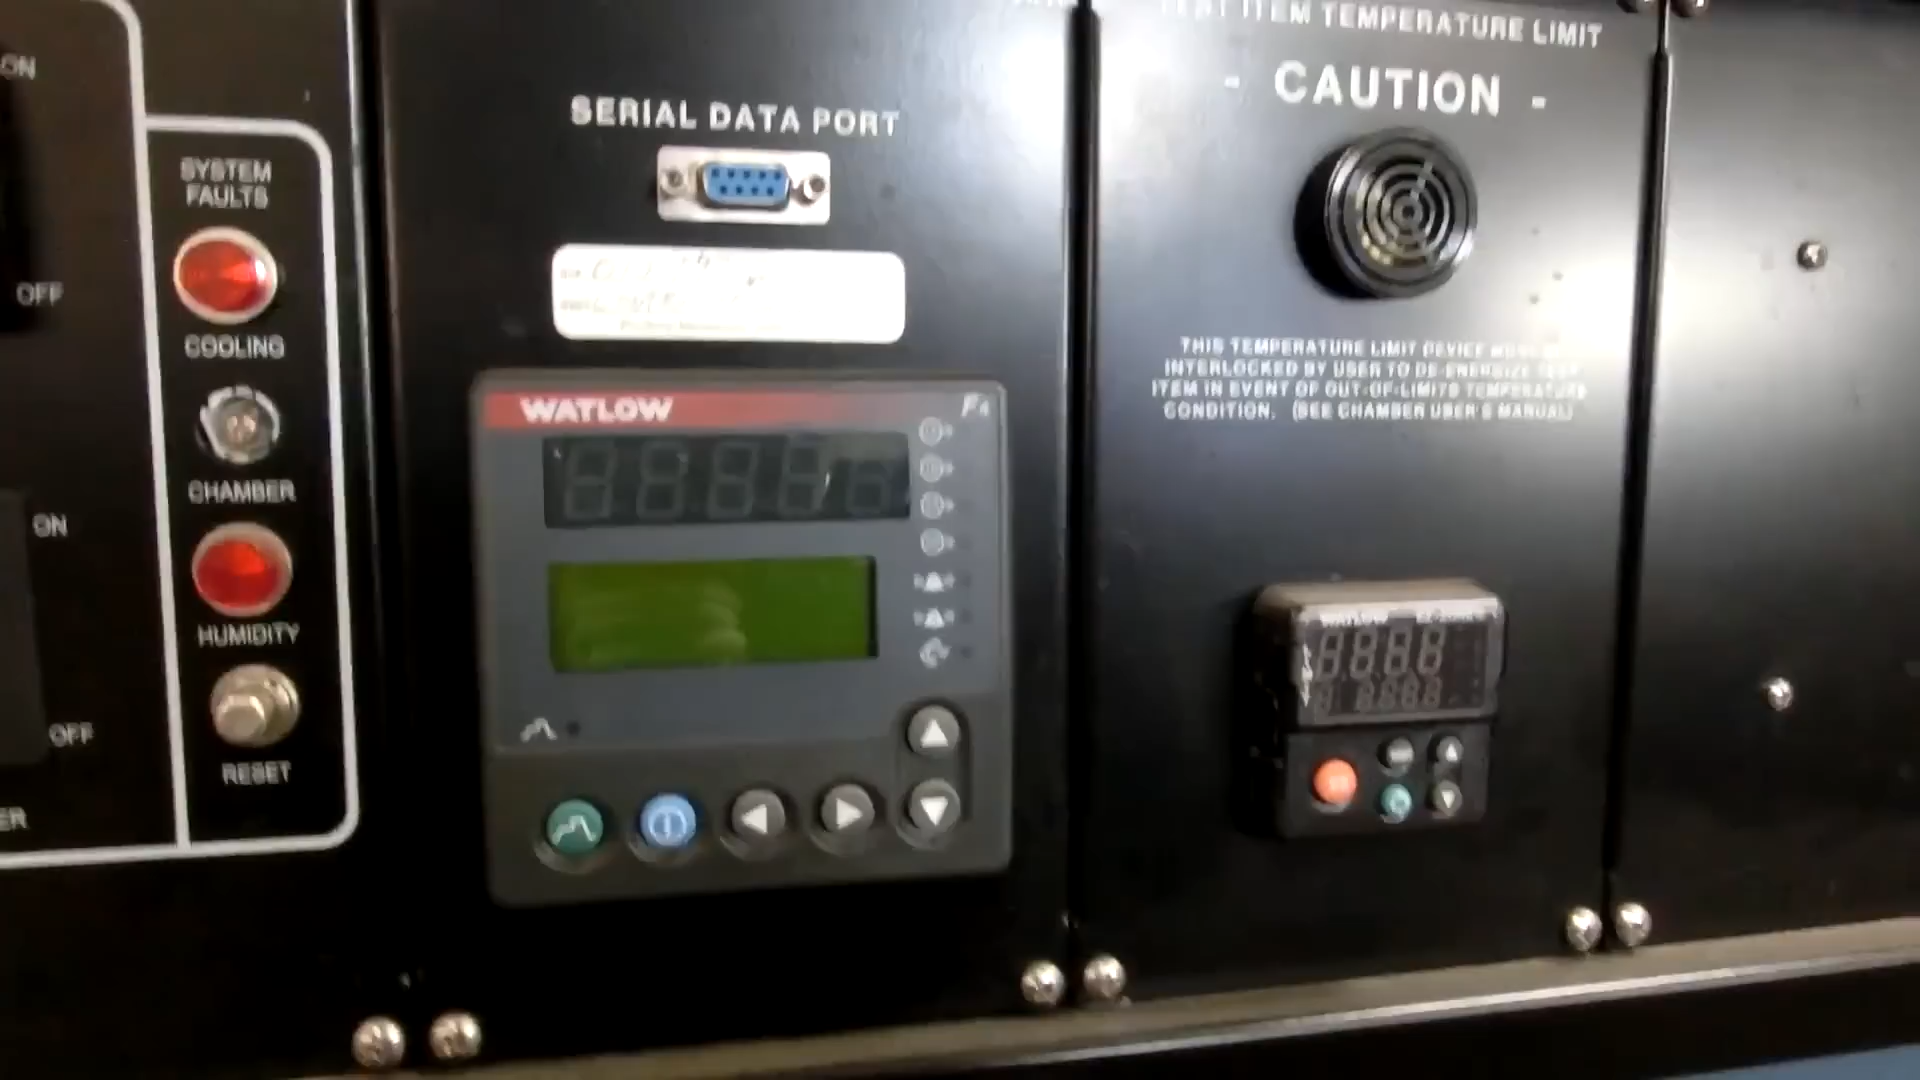 ON
OFF
ON
OFF
SYSTEM
FAULTS
COOLING
CHAMBER
HUMIDITY
RESET
SERIAL DATA PORT
WATLOW
F4
TEST ITEM TEMPERATURE LIMIT
- CAUTION -
THIS TEMPERATURE LIMIT DEVICE MUST BE
INTERLOCKED BY USER TO DE-ENERGIZE TEST
ITEM IN EVENT OF OUT-OF-LIMITS TEMPERATURE
CONDITION. (SEE CHAMBER USER'S MANUAL)
WATLOW